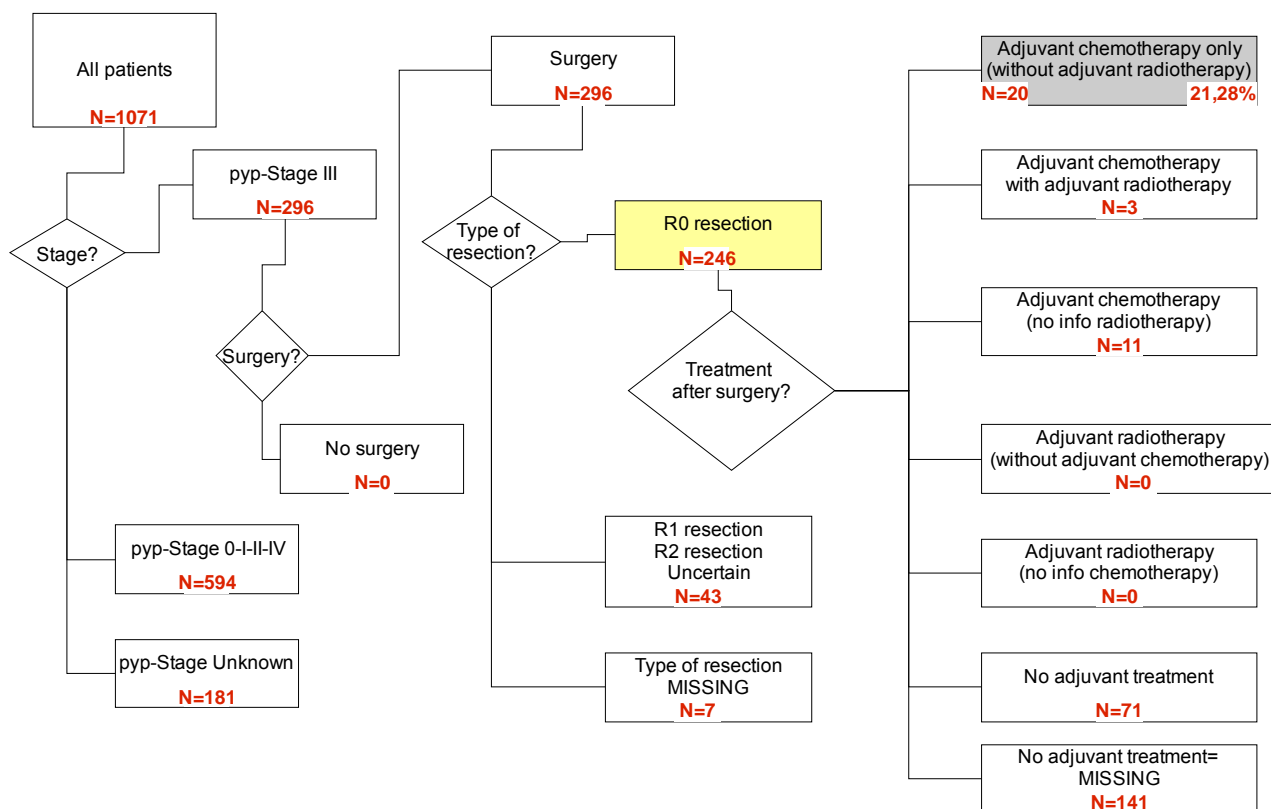 All patients
N=1071
Stage?
pyp-Stage III
N=296
Surgery?
No surgery
N=0
pyp-Stage 0-I-II-IV
N=594
pyp-Stage Unknown
N=181
Surgery
N=296
Type of
resection?
R0 resection
N=246
Treatment
after surgery?
R1 resection
R2 resection
Uncertain
N=43
Type of resection
MISSING
N=7
Adjuvant chemotherapy only
(without adjuvant radiotherapy)
N=20 21,28%
Adjuvant chemotherapy
with adjuvant radiotherapy
N=3
Adjuvant chemotherapy
(no info radiotherapy)
N=11
Adjuvant radiotherapy
(without adjuvant chemotherapy)
N=0
Adjuvant radiotherapy
(no info chemotherapy)
N=0
No adjuvant treatment
N=71
No adjuvant treatment=
MISSING
N=141